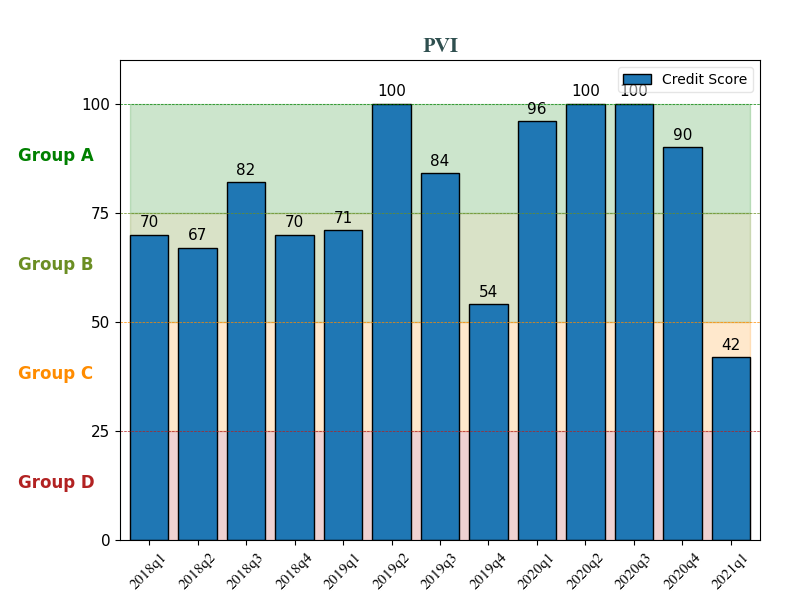 PVI
Credit Score
100
75
50
25
0
Group A
Group B
Group C
Group D
70
67
82
70
71
100
84
54
96
100
100
90
42
2018q1
2018q2
2018q3
2018q4
2019q1
2019q2
2019q3
2019q4
2020q1
2020q2
2020q3
2020q4
2021q1